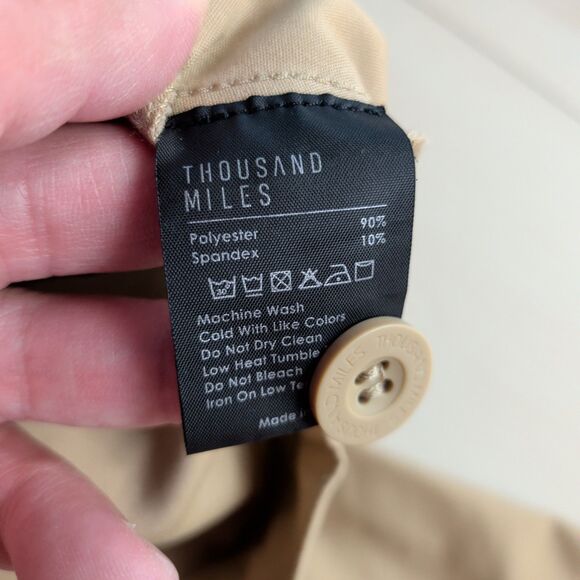 THOUSAND
MILES
Polyester 90%
Spandex 10%
30°
Machine Wash
Cold With Like Colors
Do Not Dry Clean
Low Heat Tumble
Do Not Bleach
Iron On Low
Made
THOUSAND MILES